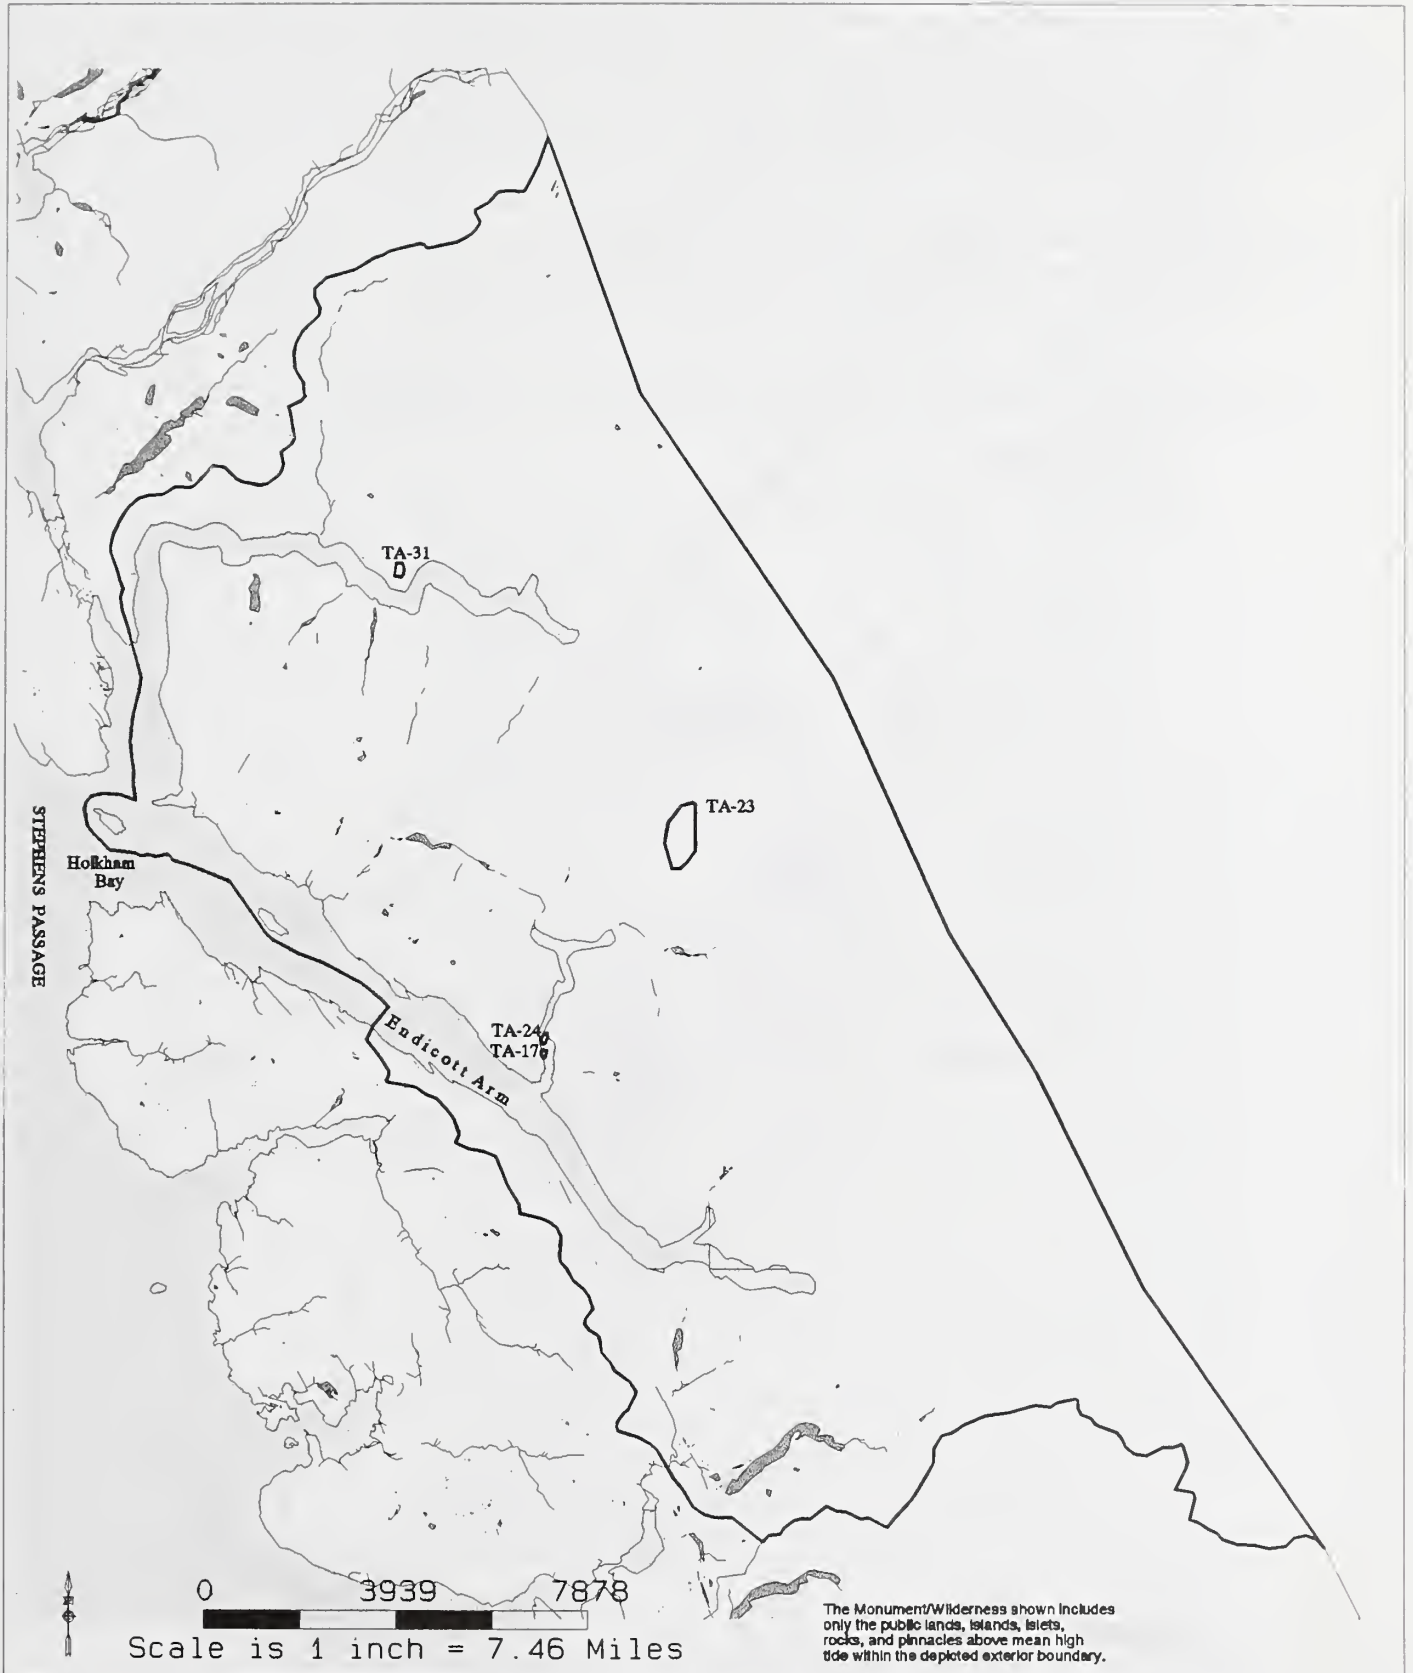 TA-31
TA-23
STEPHENS PASSAGE
Holkham
Bay
TA-24
TA-17
Endicott Arm
0 3939 7878
Scale is 1 inch = 7.46 Miles
The Monument/Wilderness shown includes
only the public lands, islands, islets,
rocks, and pinnacles above mean high
tide within the depicted exterior boundary.